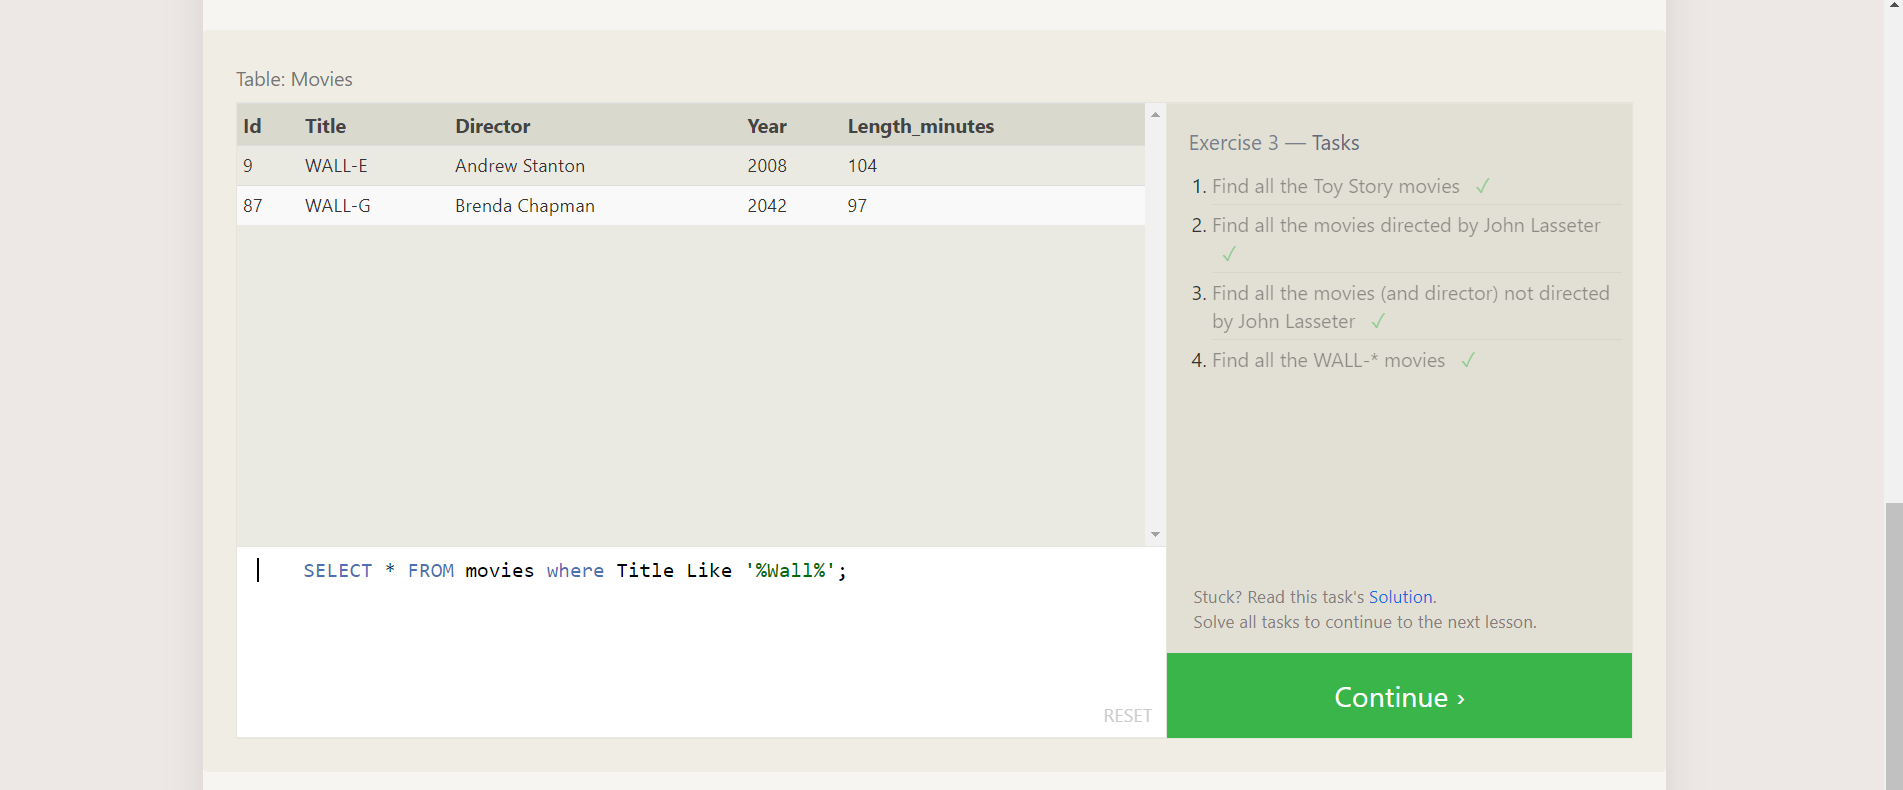 Table: Movies
Id Title Director Year Length_minutes
9 WALL-E Andrew Stanton 2008 104
87 WALL-G Brenda Chapman 2042 97
SELECT * FROM movies where Title Like '%Wall%';
RESET
Exercise 3 — Tasks
1. Find all the Toy Story movies ✓
2. Find all the movies directed by John Lasseter
✓
3. Find all the movies (and director) not directed
by John Lasseter ✓
4. Find all the WALL-* movies ✓
Stuck? Read this task's Solution.
Solve all tasks to continue to the next lesson.
Continue ›